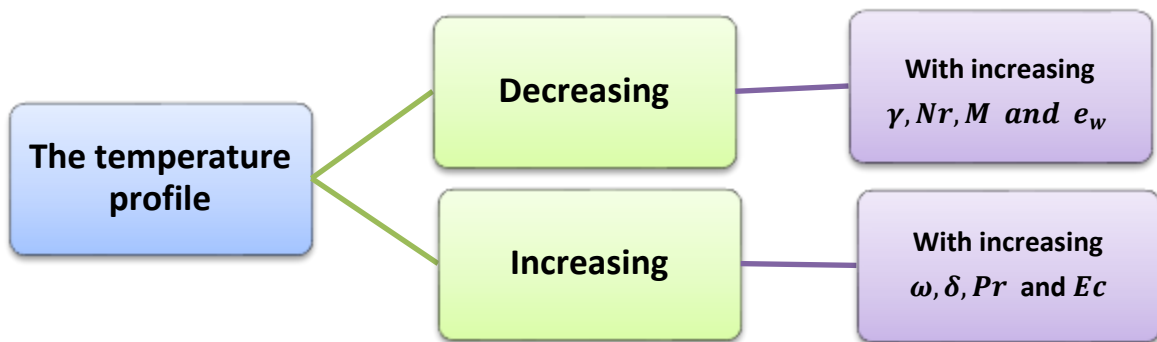 The temperature
profile
Decreasing
With increasing
γ, Nr, M and e_w
Increasing
With increasing
ω, δ, Pr and Ec